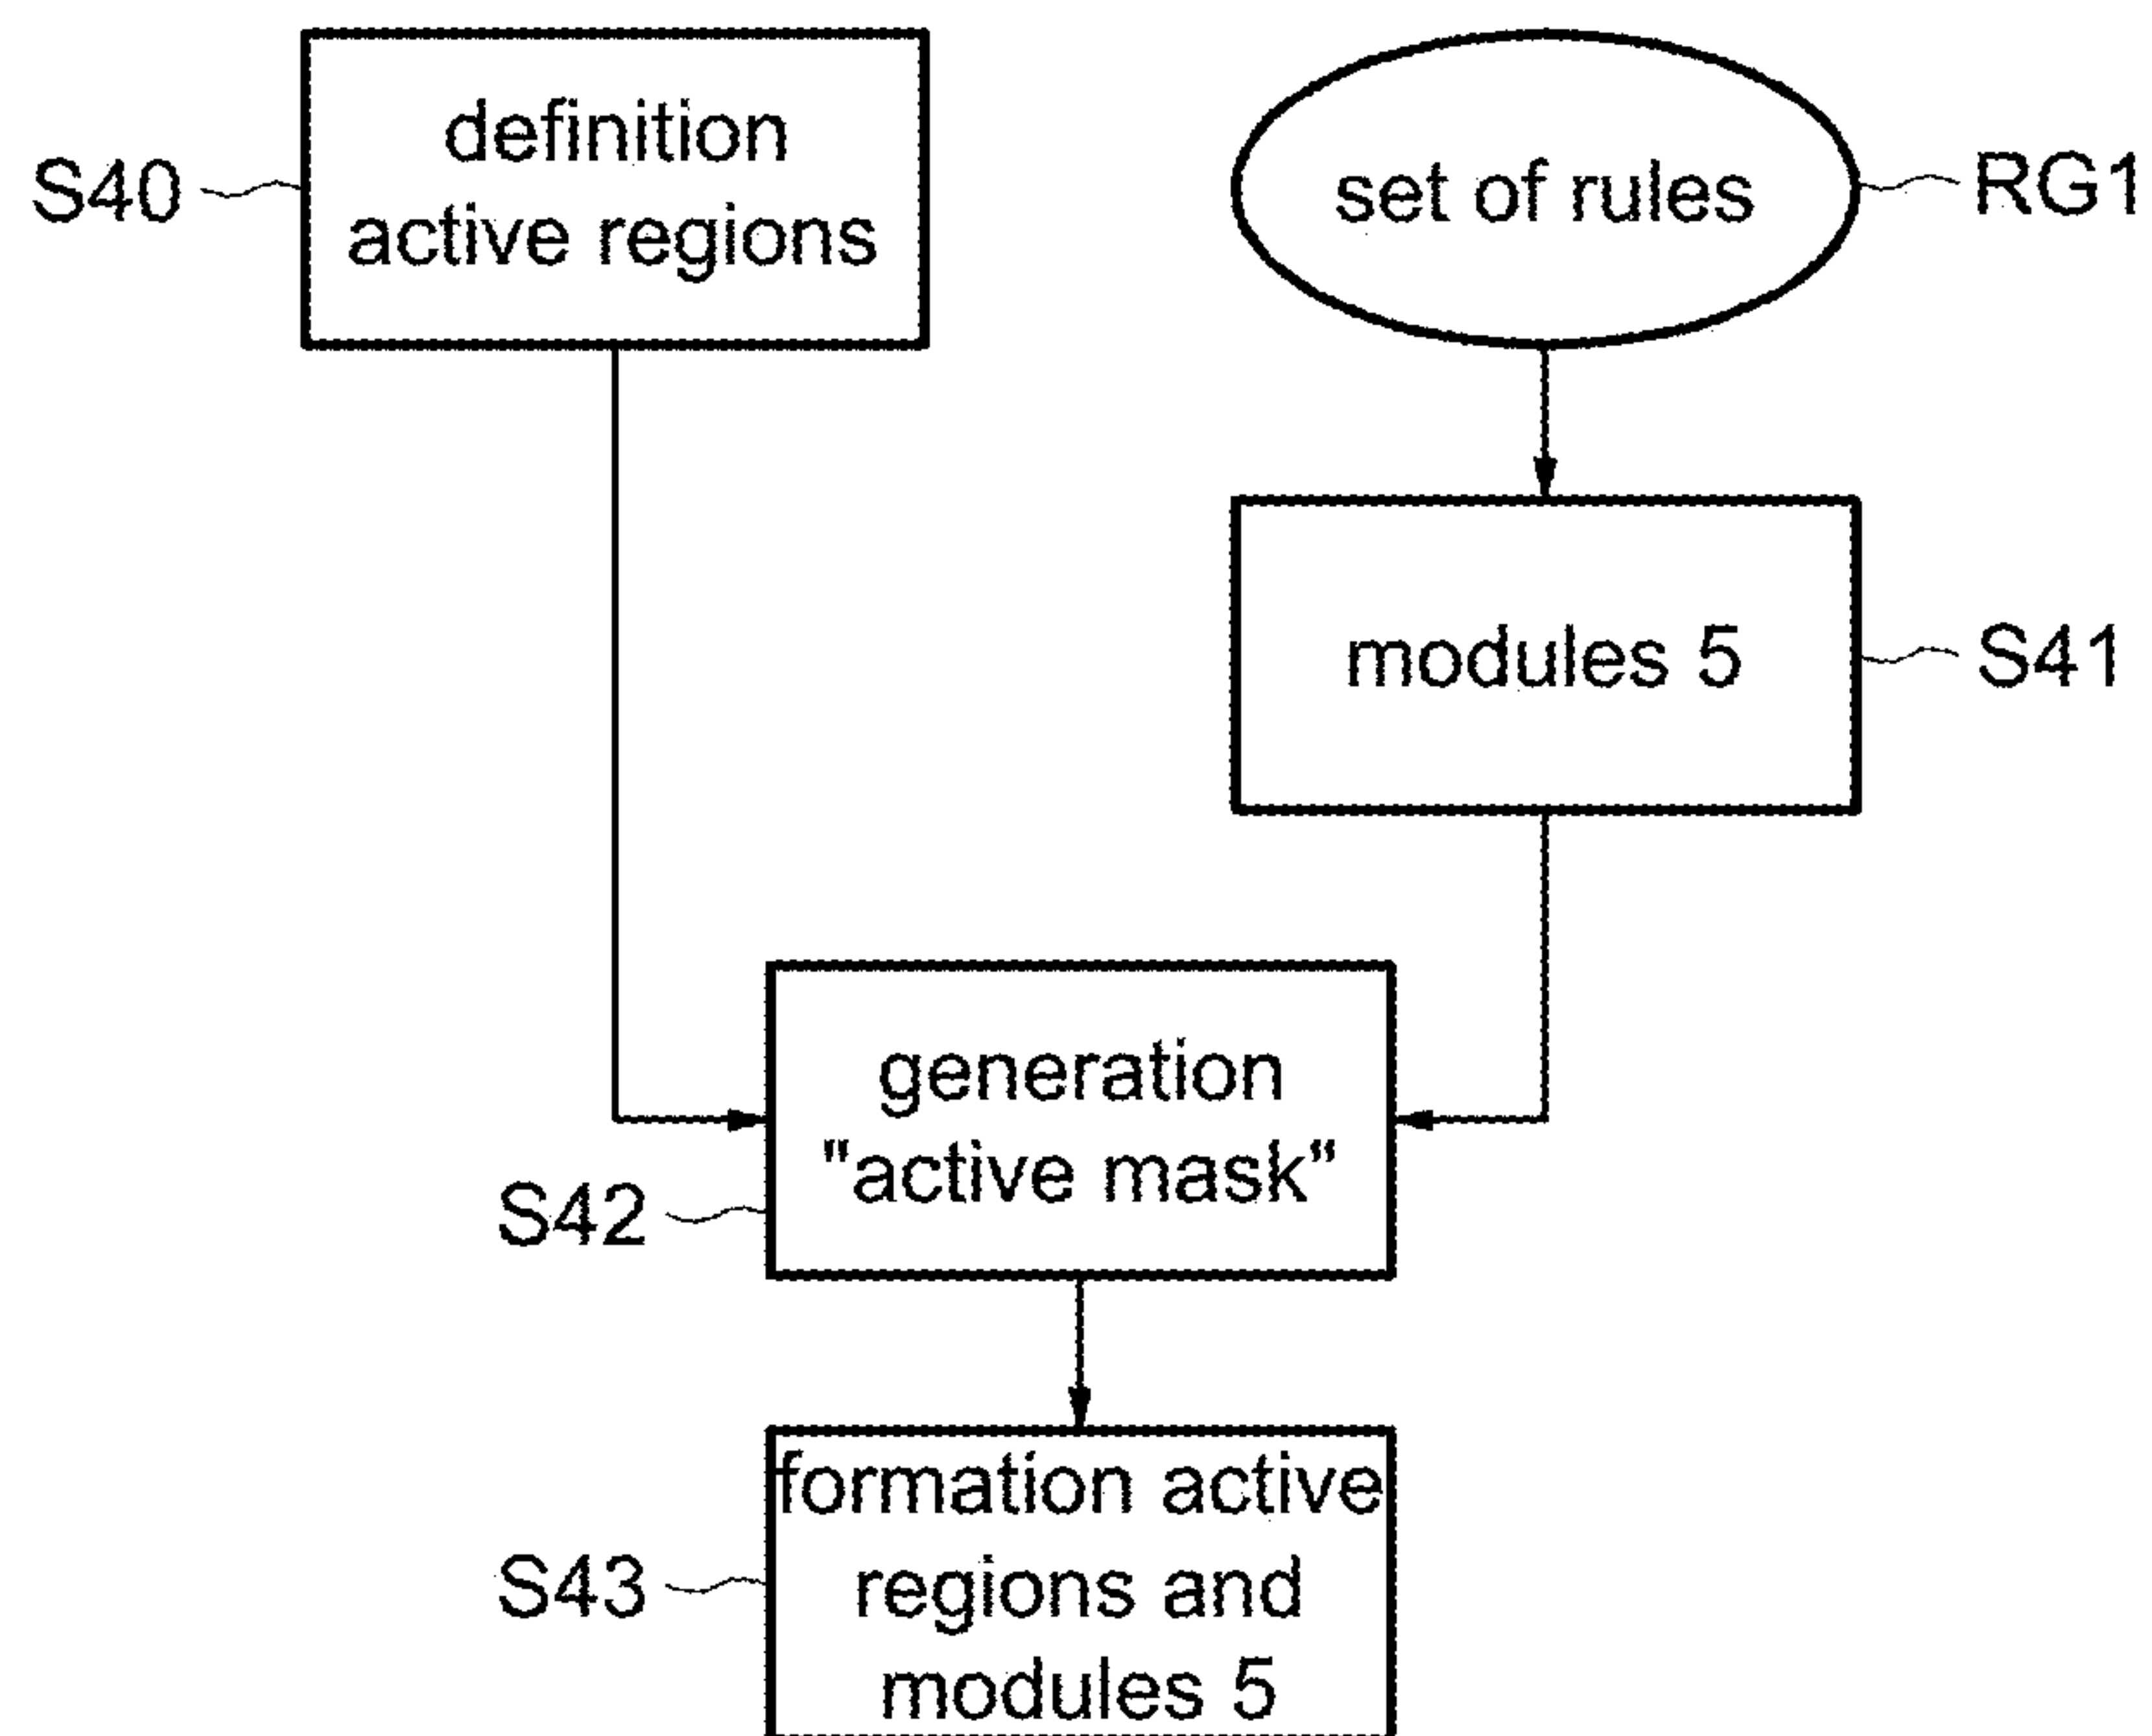 definition
active regions
S40
set of rules
RG1
modules 5
S41
generation
"active mask"
S42
formation active
regions and
modules 5
S43